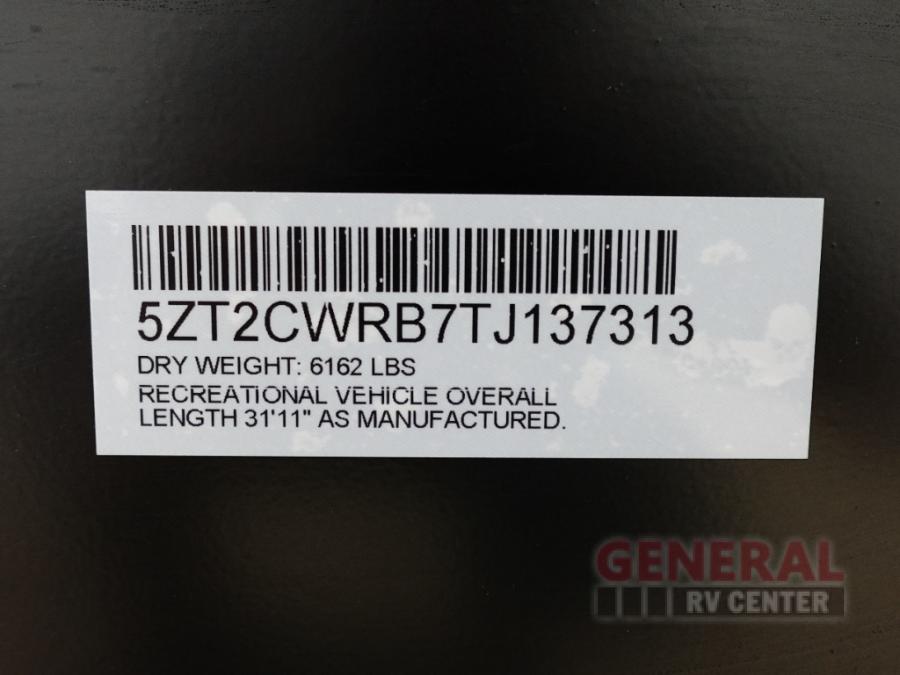 5ZT2CWRB7TJ137313
DRY WEIGHT: 6162 LBS
RECREATIONAL VEHICLE OVERALL
LENGTH 31'11" AS MANUFACTURED.
GENERAL
RV CENTER